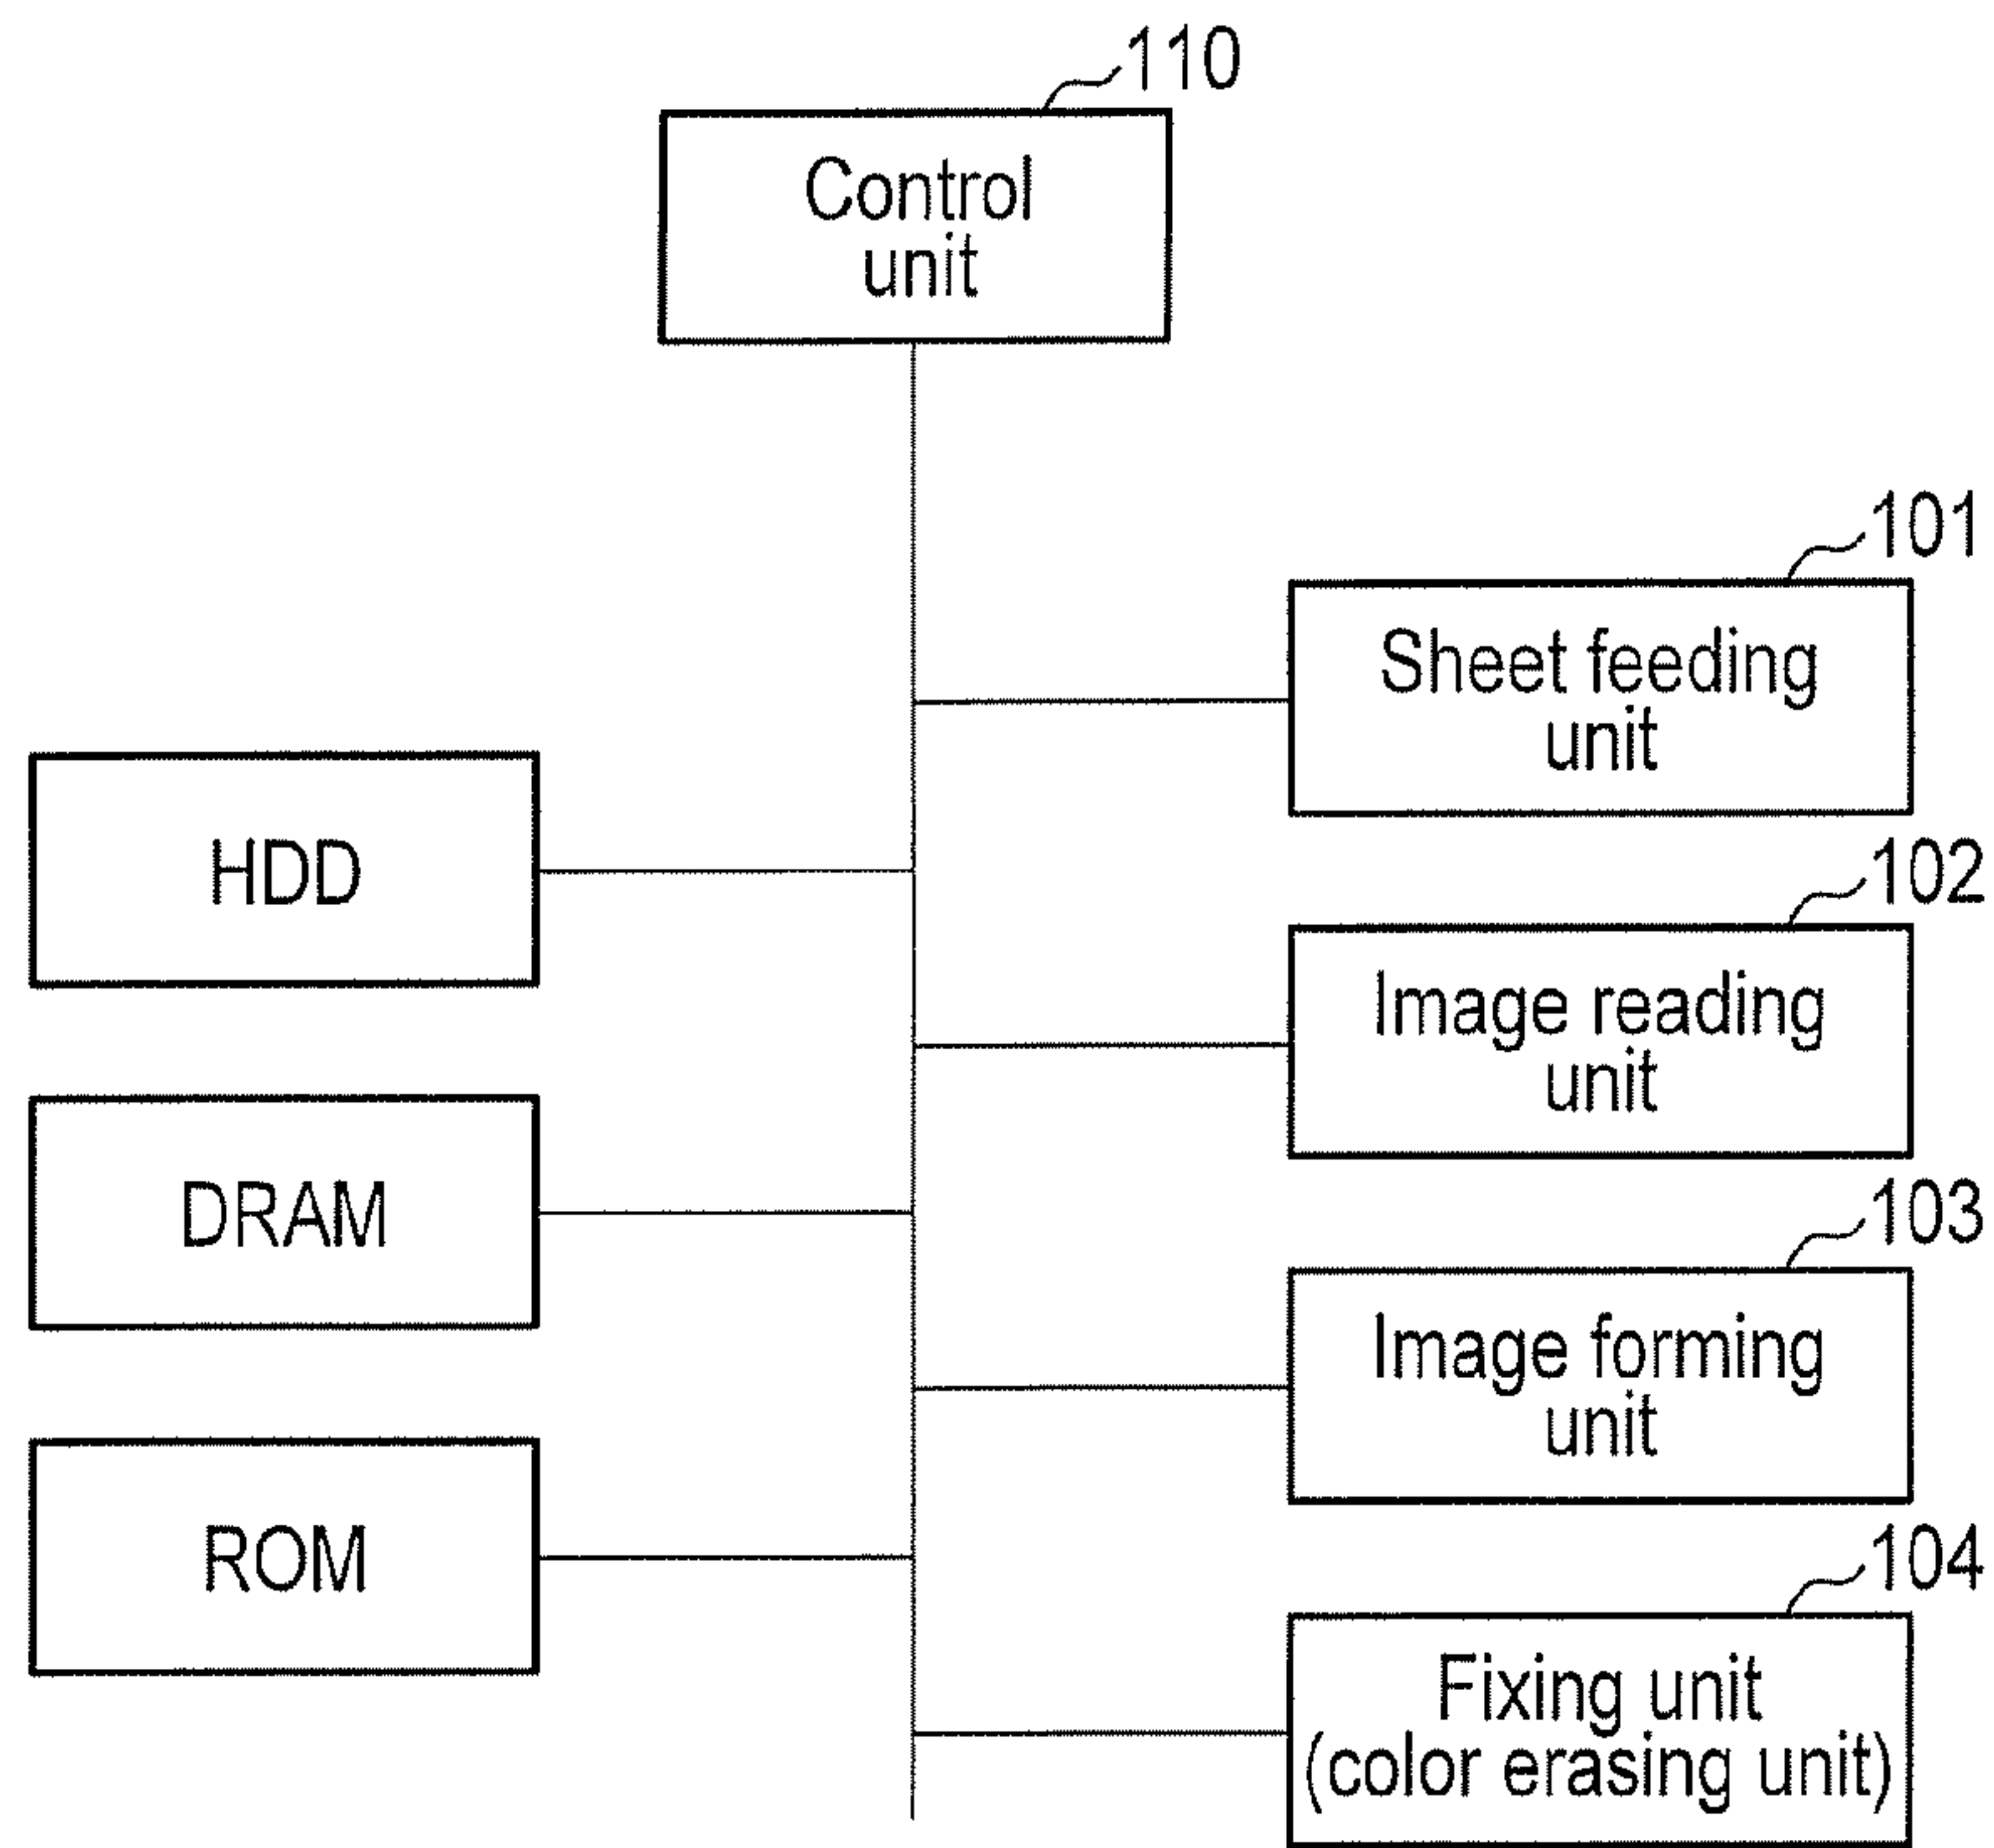 110
Control
unit
101
Sheet feeding
unit
HDD
102
Image reading
unit
DRAM
103
Image forming
unit
ROM
104
Fixing unit
(color erasing unit)